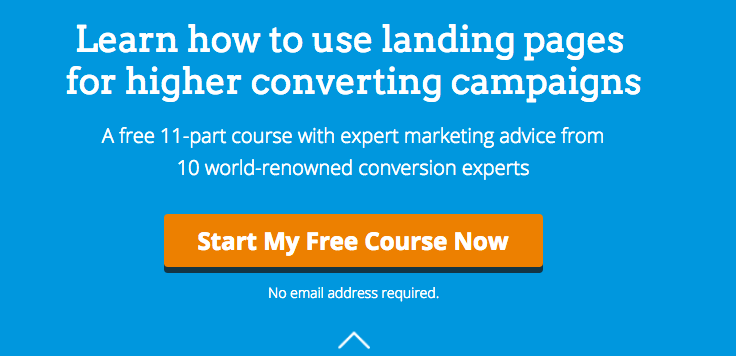 Learn how to use landing pages
for higher converting campaigns
A free 11-part course with expert marketing advice from
10 world-renowned conversion experts
Start My Free Course Now
No email address required.